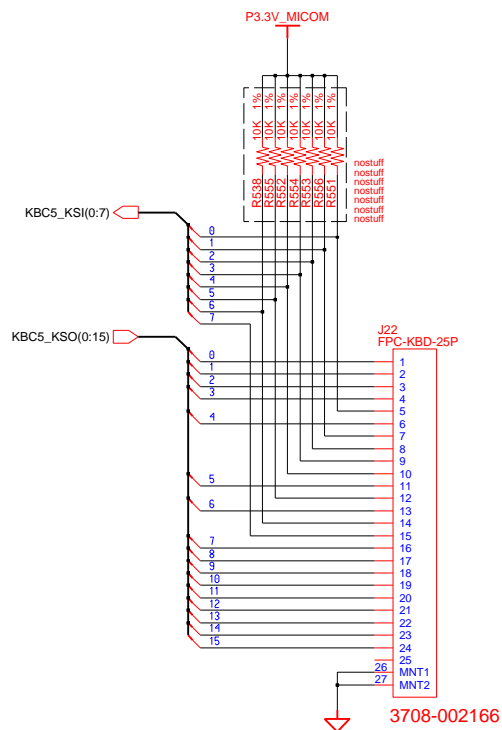 P3.3V_MICOM
10K 1%
10K 1%
10K 1%
10K 1%
10K 1%
10K 1%
10K 1%
R538
R555
R552
R554
R553
R556
R551
nostuff
nostuff
nostuff
nostuff
nostuff
nostuff
nostuff
KBC5_KSI(0:7)
0
1
2
3
4
5
6
7
KBC5_KSO(0:15)
0
1
2
3
4
5
6
7
8
9
10
11
12
13
14
15
J22
FPC-KBD-25P
1
2
3
4
5
6
7
8
9
10
11
12
13
14
15
16
17
18
19
20
21
22
23
24
25
26 MNT1
27 MNT2
3708-002166